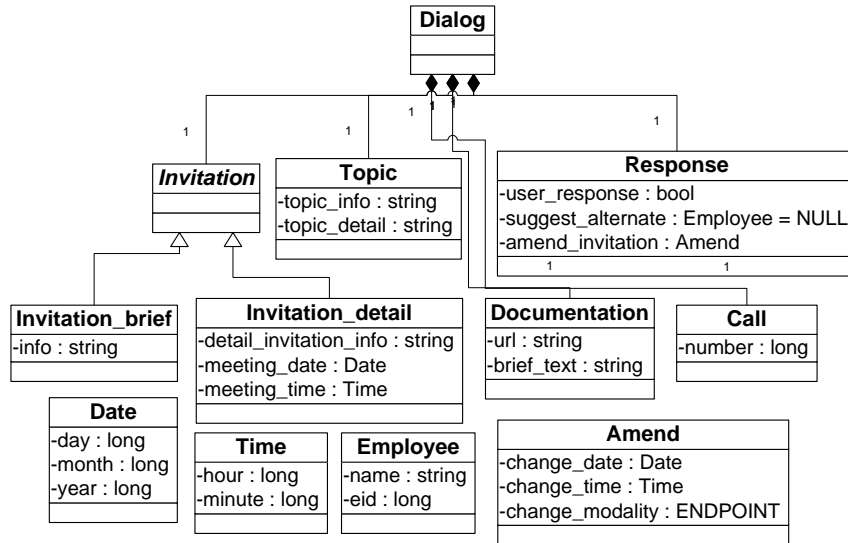 Dialog
1
1
1
1
1
1
1
1
Invitation
Topic
-topic_info : string
-topic_detail : string
Response
-user_response : bool
-suggest_alternate : Employee = NULL
-amend_invitation : Amend
1
1
Invitation_brief
-info : string
Invitation_detail
-detail_invitation_info : string
-meeting_date : Date
-meeting_time : Time
Documentation
-url : string
-brief_text : string
Call
-number : long
Date
-day : long
-month : long
-year : long
Time
-hour : long
-minute : long
Employee
-name : string
-eid : long
Amend
-change_date : Date
-change_time : Time
-change_modality : ENDPOINT